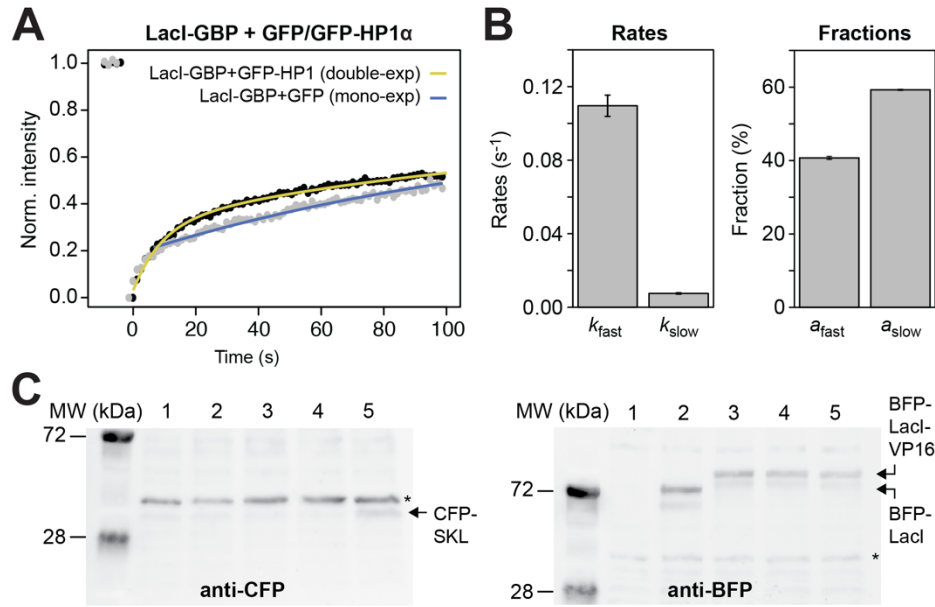 A
LacI-GBP + GFP/GFP-HP1α
LacI-GBP+GFP-HP1 (double-exp)
LacI-GBP+GFP (mono-exp)
Norm. intensity
1.0
0.8
0.6
0.4
0.2
0.0
0 20 40 60 80 100
Time (s)
B
Rates
Rates (s⁻¹)
0.12
0.08
0.04
0.00
kfast kslow
Fractions
Fraction (%)
60
40
20
0
afast aslow
C
MW (kDa) 1 2 3 4 5
72
28
*
CFP-
SKL
anti-CFP
MW (kDa) 1 2 3 4 5
72
28
BFP-
LacI-
VP16
BFP-
LacI
*
anti-BFP